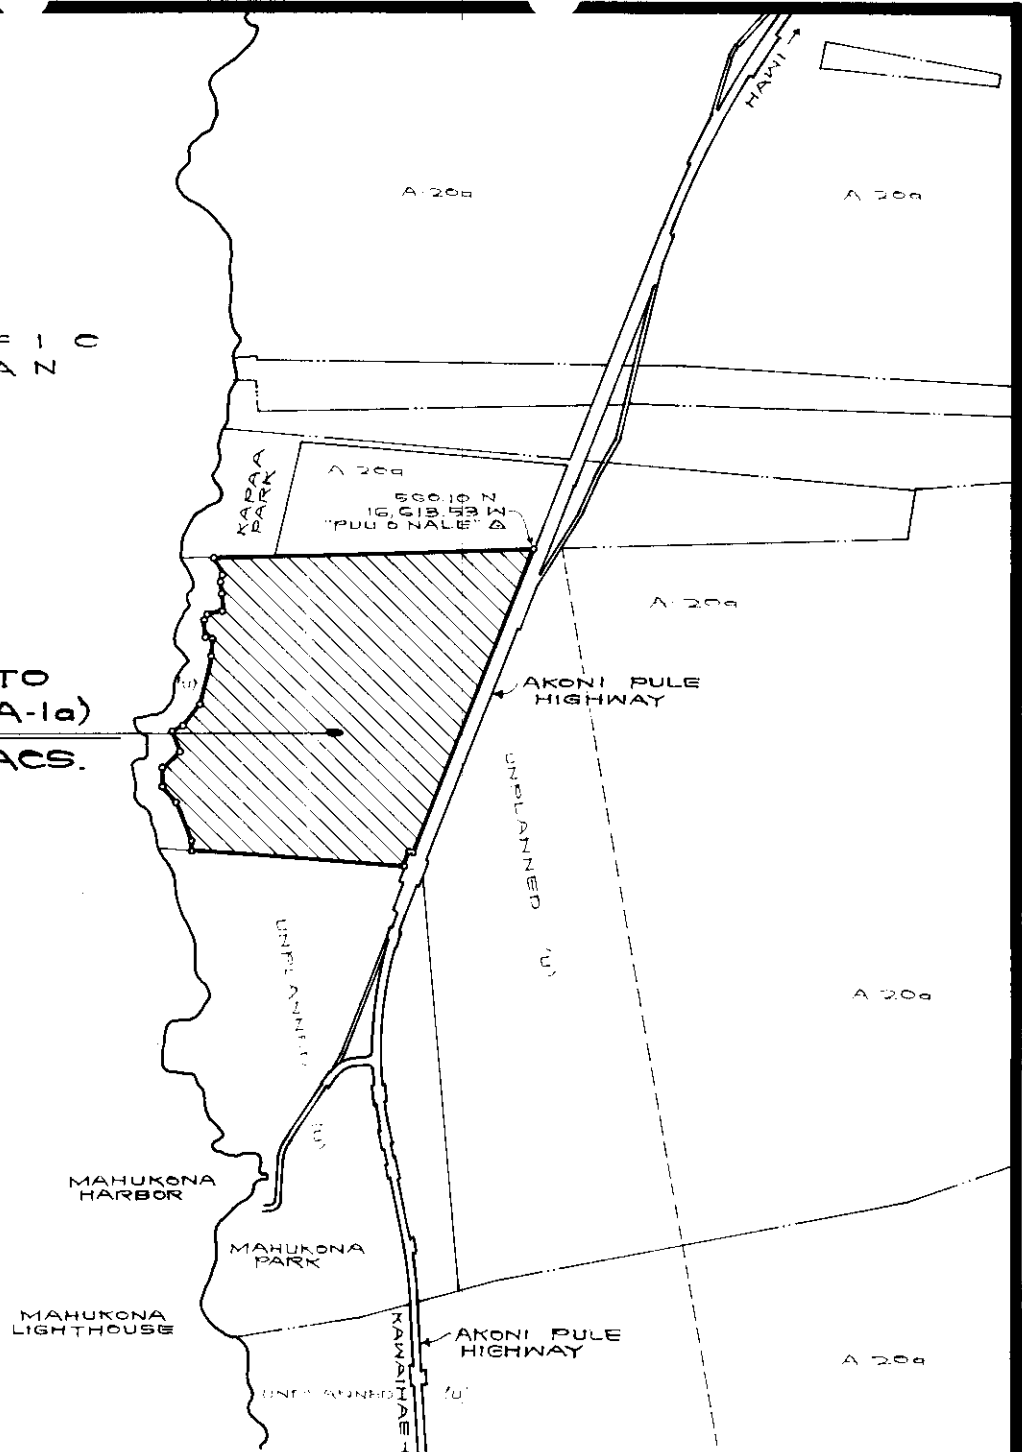 HAWI
A-20a
A-20a
F I C
A N
KAPAA
PARK
A-20a
560.10 N
16,613.53 W
"PUU O NALE"
A-20a
TO
A-1a)
ACS.
(U)
AKONI PULE
HIGHWAY
UNPLANNED (U)
UNPLANNED
(U)
A-20a
MAHUKONA
HARBOR
MAHUKONA
PARK
MAHUKONA
LIGHTHOUSE
AKONI PULE
HIGHWAY
KAWAIHAE
A-20a
UNPLANNED (U)